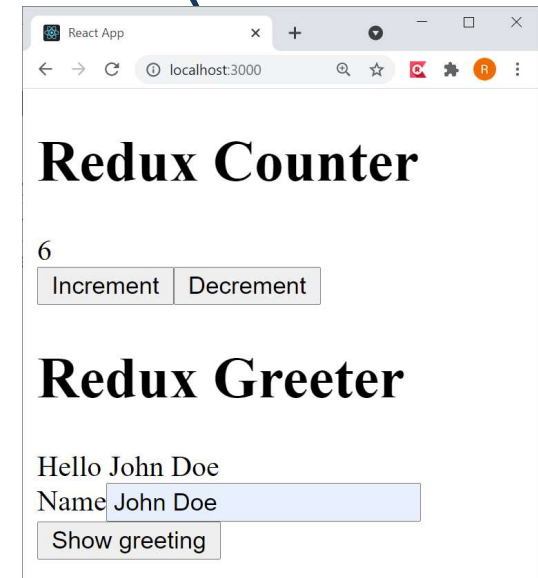 React App
localhost:3000
R
Redux Counter
6
Increment Decrement
Redux Greeter
Hello John Doe
Name John Doe
Show greeting